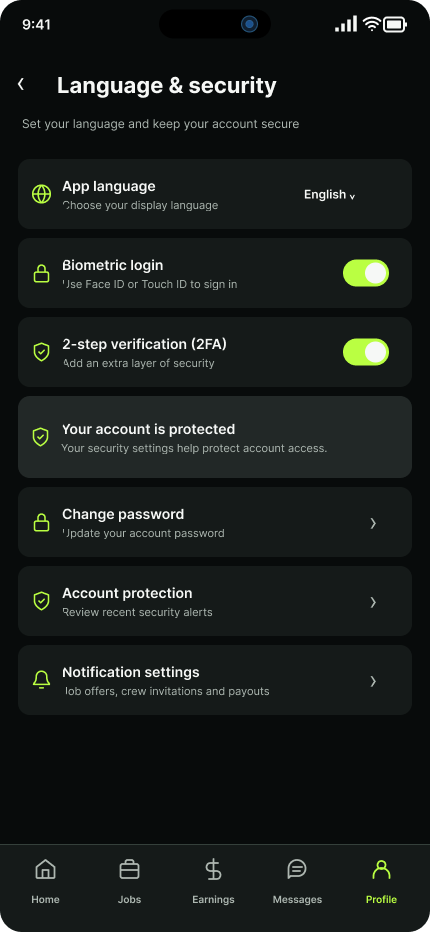 9:41
Language & security
Set your language and keep your account secure
App language
Choose your display language
English
Biometric login
Use Face ID or Touch ID to sign in
2-step verification (2FA)
Add an extra layer of security
Your account is protected
Your security settings help protect account access.
Change password
Update your account password
Account protection
Review recent security alerts
Notification settings
Job offers, crew invitations and payouts
Home
Jobs
Earnings
Messages
Profile